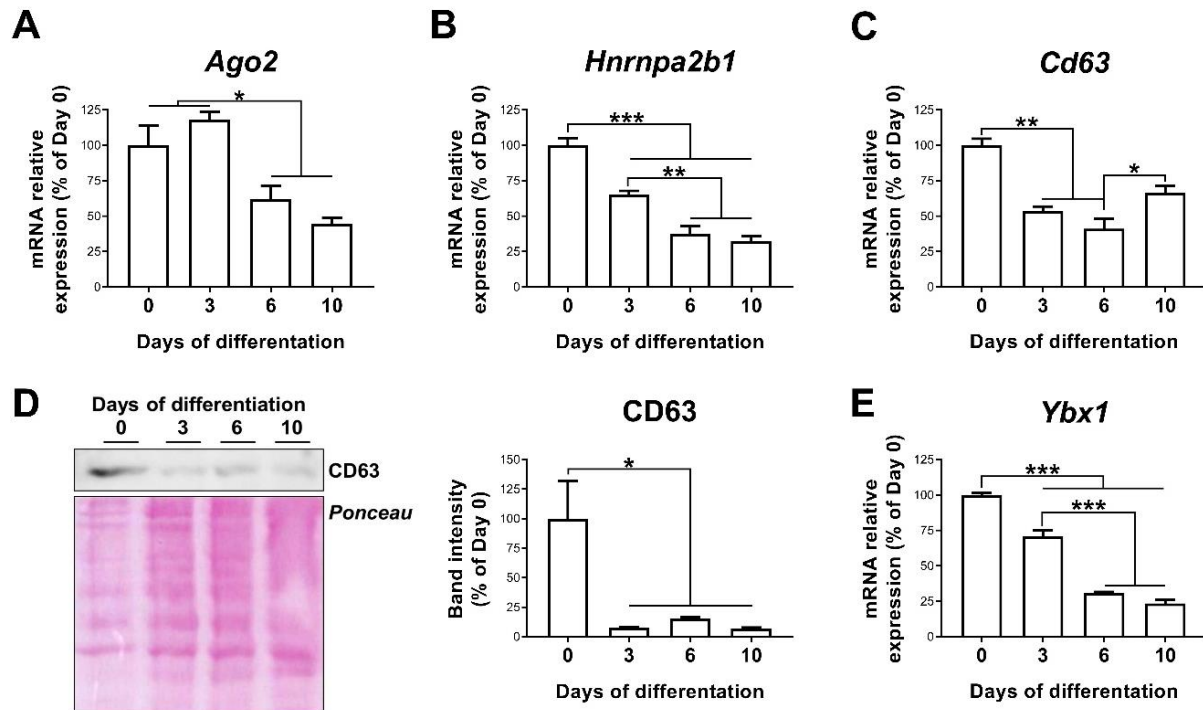 A
Ago2
mRNA relative
expression (% of Day 0)
125
100
75
50
25
0
*
0 3 6 10
Days of differentation
B
Hnrnpa2b1
mRNA relative
expression (% of Day 0)
125
100
75
50
25
0
***
**
0 3 6 10
Days of differentation
C
Cd63
mRNA relative
expression (% of Day 0)
125
100
75
50
25
0
**
*
0 3 6 10
Days of differentation
D
Days of differentiation
0 3 6 10
CD63
Ponceau
CD63
Band intensity
(% of Day 0)
150
125
100
75
50
25
0
*
0 3 6 10
Days of differentation
E
Ybx1
mRNA relative
expression (% of Day 0)
125
100
75
50
25
0
***
***
0 3 6 10
Days of differentation